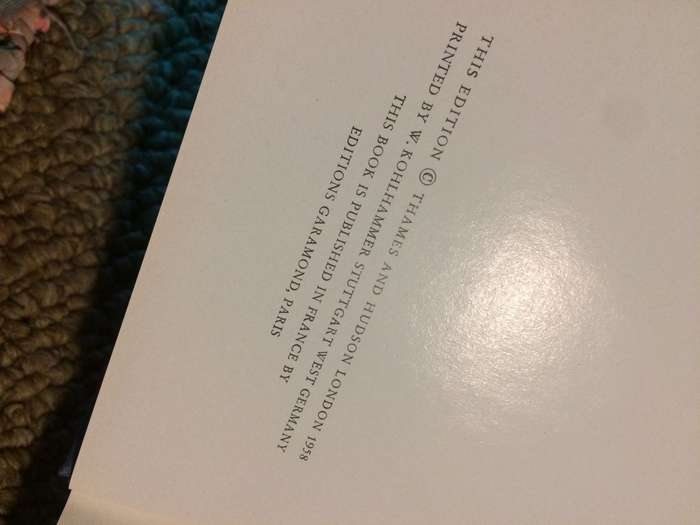 THIS EDITION © THAMES AND HUDSON LONDON 1958
PRINTED BY W. KOHLHAMMER STUTTGART WEST GERMANY
THIS BOOK IS PUBLISHED IN FRANCE BY
EDITIONS GARAMOND, PARIS